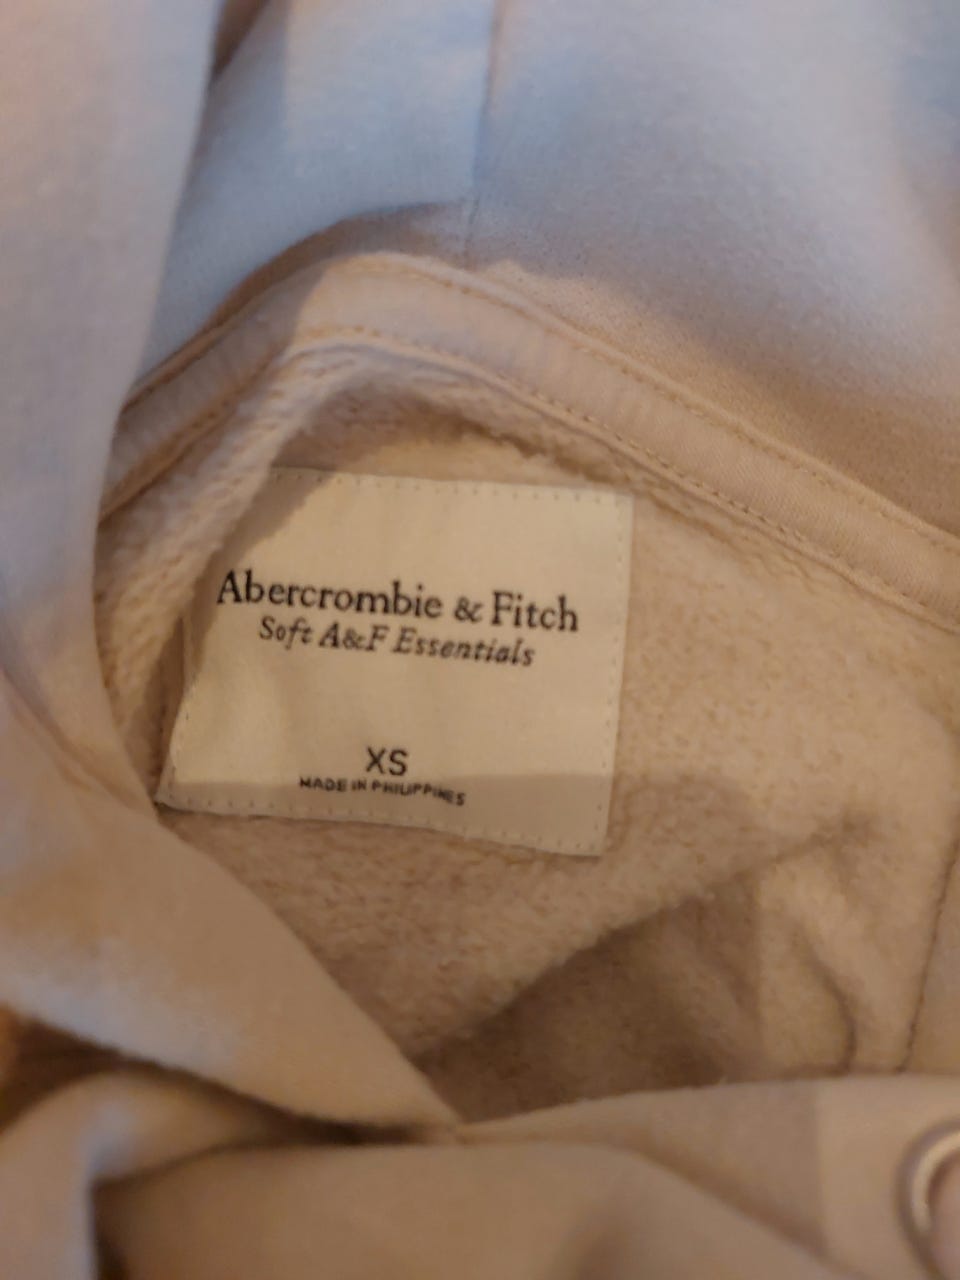 Abercrombie & Fitch
Soft A&F Essentials
XS
MADE IN PHILIPPINES